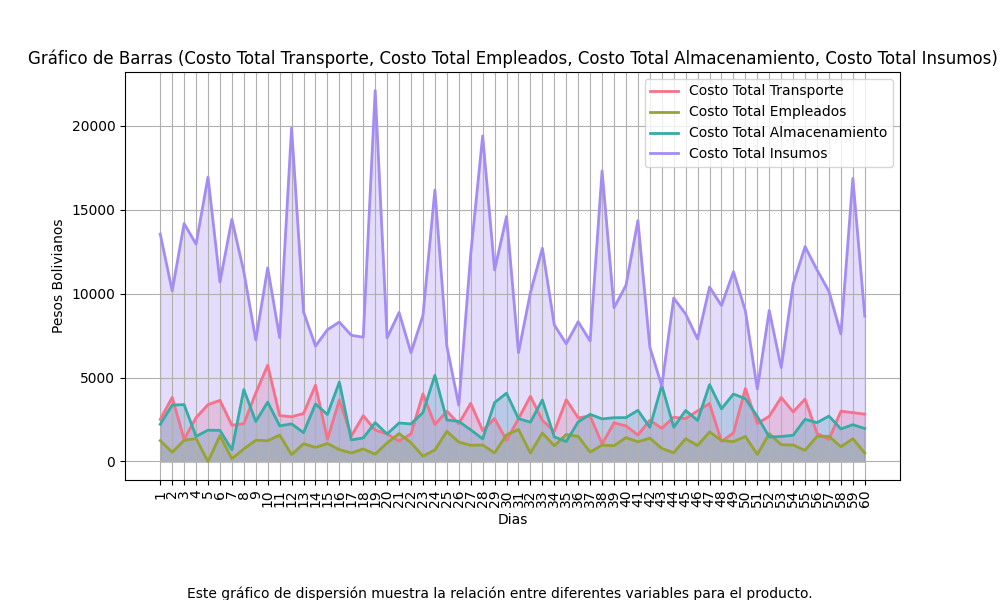 Gráfico de Barras (Costo Total Transporte, Costo Total Empleados, Costo Total Almacenamiento, Costo Total Insumos)
Costo Total Transporte
Costo Total Empleados
Costo Total Almacenamiento
Costo Total Insumos
20000
15000
10000
5000
0
Pesos Bolivianos
1 2 3 4 5 6 7 8 9 10 11 12 13 14 15 16 17 18 19 20 21 22 23 24 25 26 27 28 29 30 31 32 33 34 35 36 37 38 39 40 41 42 43 44 45 46 47 48 49 50 51 52 53 54 55 56 57 58 59 60
Dias
Este gráfico de dispersión muestra la relación entre diferentes variables para el producto.